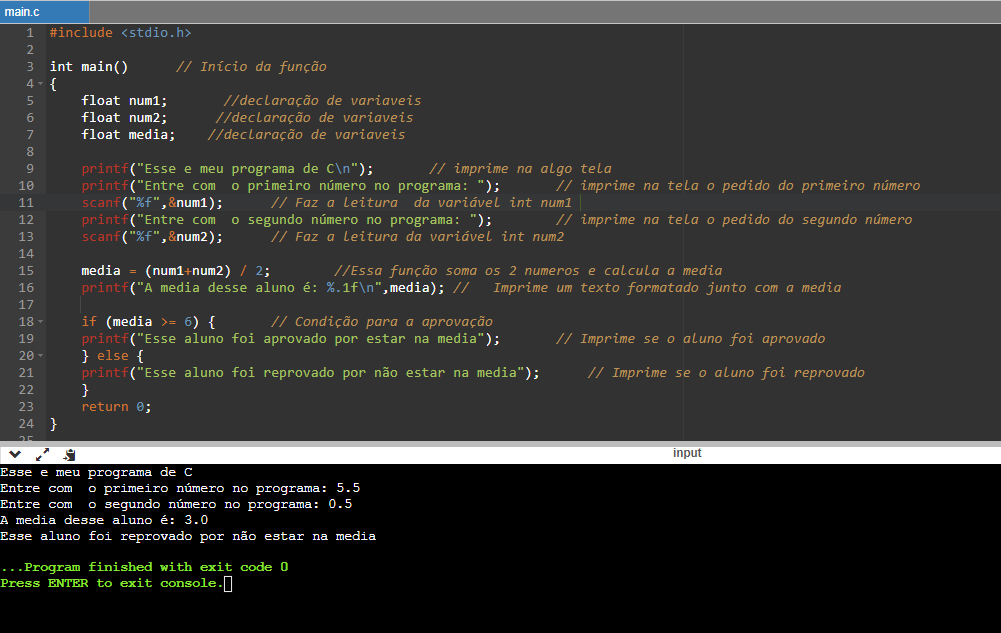 main.c
1 #include <stdio.h>
2
3 int main()      // Início da função
4 {
5     float num1;       //declaração de variaveis
6     float num2;      //declaração de variaveis
7     float media;    //declaração de variaveis
8
9     printf("Esse e meu programa de C\n");       // imprime na algo tela
10     printf("Entre com  o primeiro número no programa: ");       // imprime na tela o pedido do primeiro número
11     scanf("%f",&num1);      // Faz a leitura  da variável int num1
12     printf("Entre com  o segundo número no programa: ");        // imprime na tela o pedido do segundo número
13     scanf("%f",&num2);      // Faz a leitura da variável int num2
14
15     media = (num1+num2) / 2;        //Essa função soma os 2 numeros e calcula a media
16     printf("A media desse aluno é: %.1f\n",media); //   Imprime um texto formatado junto com a media
17
18     if (media >= 6) {       // Condição para a aprovação
19     printf("Esse aluno foi aprovado por estar na media");       // Imprime se o aluno foi aprovado
20     } else {
21     printf("Esse aluno foi reprovado por não estar na media");      // Imprime se o aluno foi reprovado
22     }
23     return 0;
24 }
25
input
Esse e meu programa de C
Entre com  o primeiro número no programa: 5.5
Entre com  o segundo número no programa: 0.5
A media desse aluno é: 3.0
Esse aluno foi reprovado por não estar na media
...Program finished with exit code 0
Press ENTER to exit console.